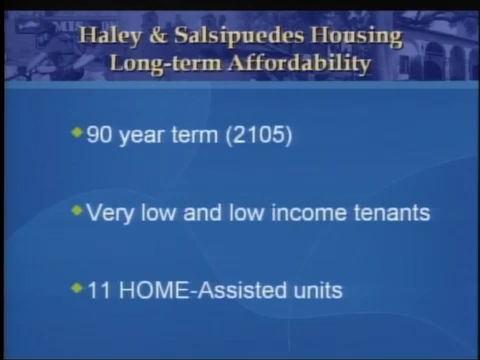 Haley & Salsipuedes Housing
Long-term Affordability
90 year term (2105)
Very low and low income tenants
11 HOME-Assisted units